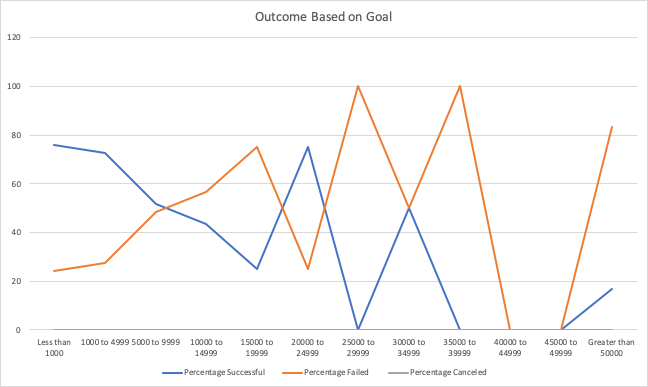 Outcome Based on Goal
120
100
80
60
40
20
0
Less than 1000 to 4999 5000 to 9999 10000 to 15000 to 20000 to 25000 to 30000 to 35000 to 40000 to 45000 to Greater than
1000 14999 19999 24999 29999 34999 39999 44999 49999 50000
Percentage Successful Percentage Failed Percentage Canceled